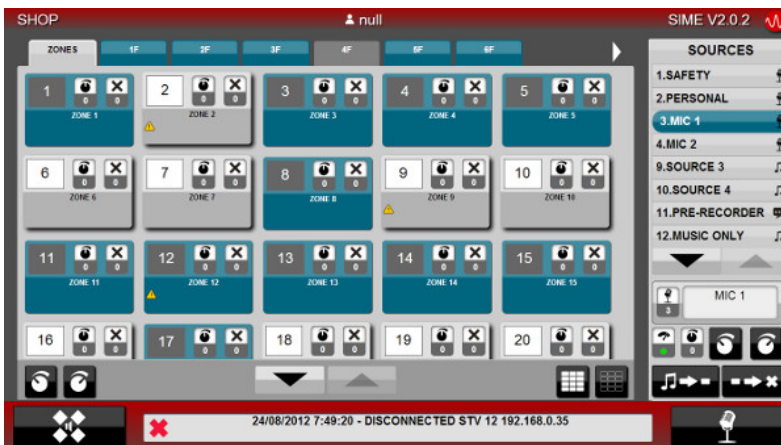 SHOP null SIME V2.0.2
ZONES 1F 2F 3F 4F 5F 6F
SOURCES
1 0 0 2 0 0 3 0 0 4 0 0 5 0 0
ZONE 1 ZONE 2 ZONE 3 ZONE 4 ZONE 5
6 0 0 7 0 0 8 0 0 9 0 0 10 0 0
ZONE 6 ZONE 7 ZONE 8 ZONE 9 ZONE 10
11 0 0 12 0 0 13 0 0 14 0 0 15 0 0
ZONE 11 ZONE 12 ZONE 13 ZONE 14 ZONE 15
16 0 0 17 0 0 18 0 0 19 0 0 20 0 0
1.SAFETY
2.PERSONAL
3.MIC 1
4.MIC 2
9.SOURCE 3
10.SOURCE 4
11.PRE-RECORDER
12.MUSIC ONLY
MIC 1
3
0
24/08/2012 7:49:20 - DISCONNECTED STV 12 192.168.0.35